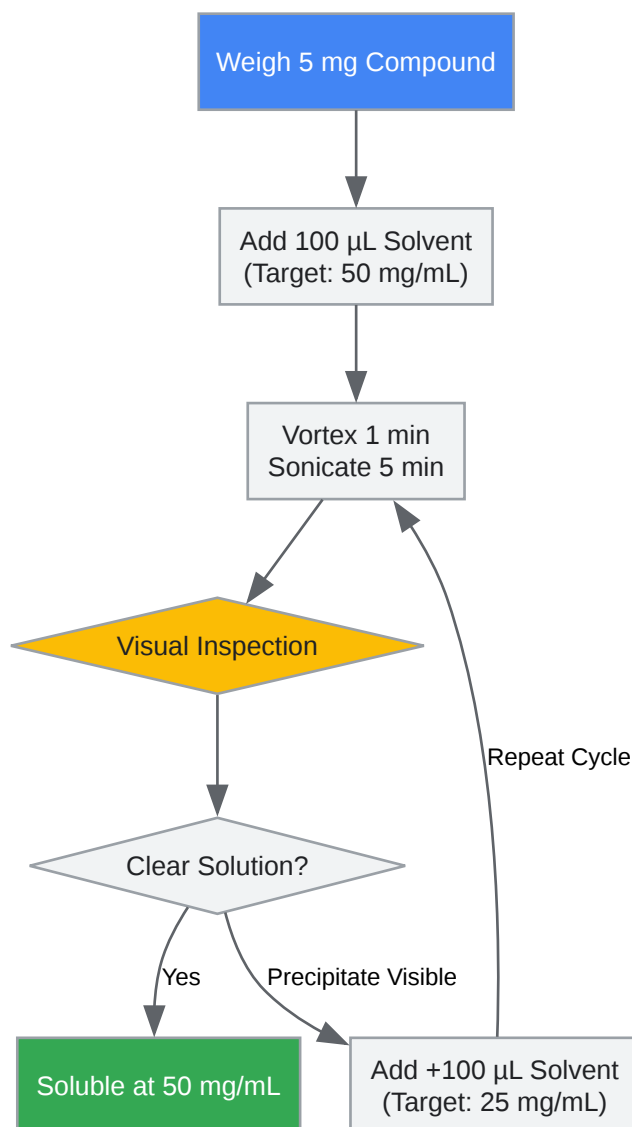 Weigh 5 mg Compound
Add 100 µL Solvent
(Target: 50 mg/mL)
Vortex 1 min
Sonicate 5 min
Visual Inspection
Repeat Cycle
Clear Solution?
Yes
Precipitate Visible
Soluble at 50 mg/mL
Add +100 µL Solvent
(Target: 25 mg/mL)